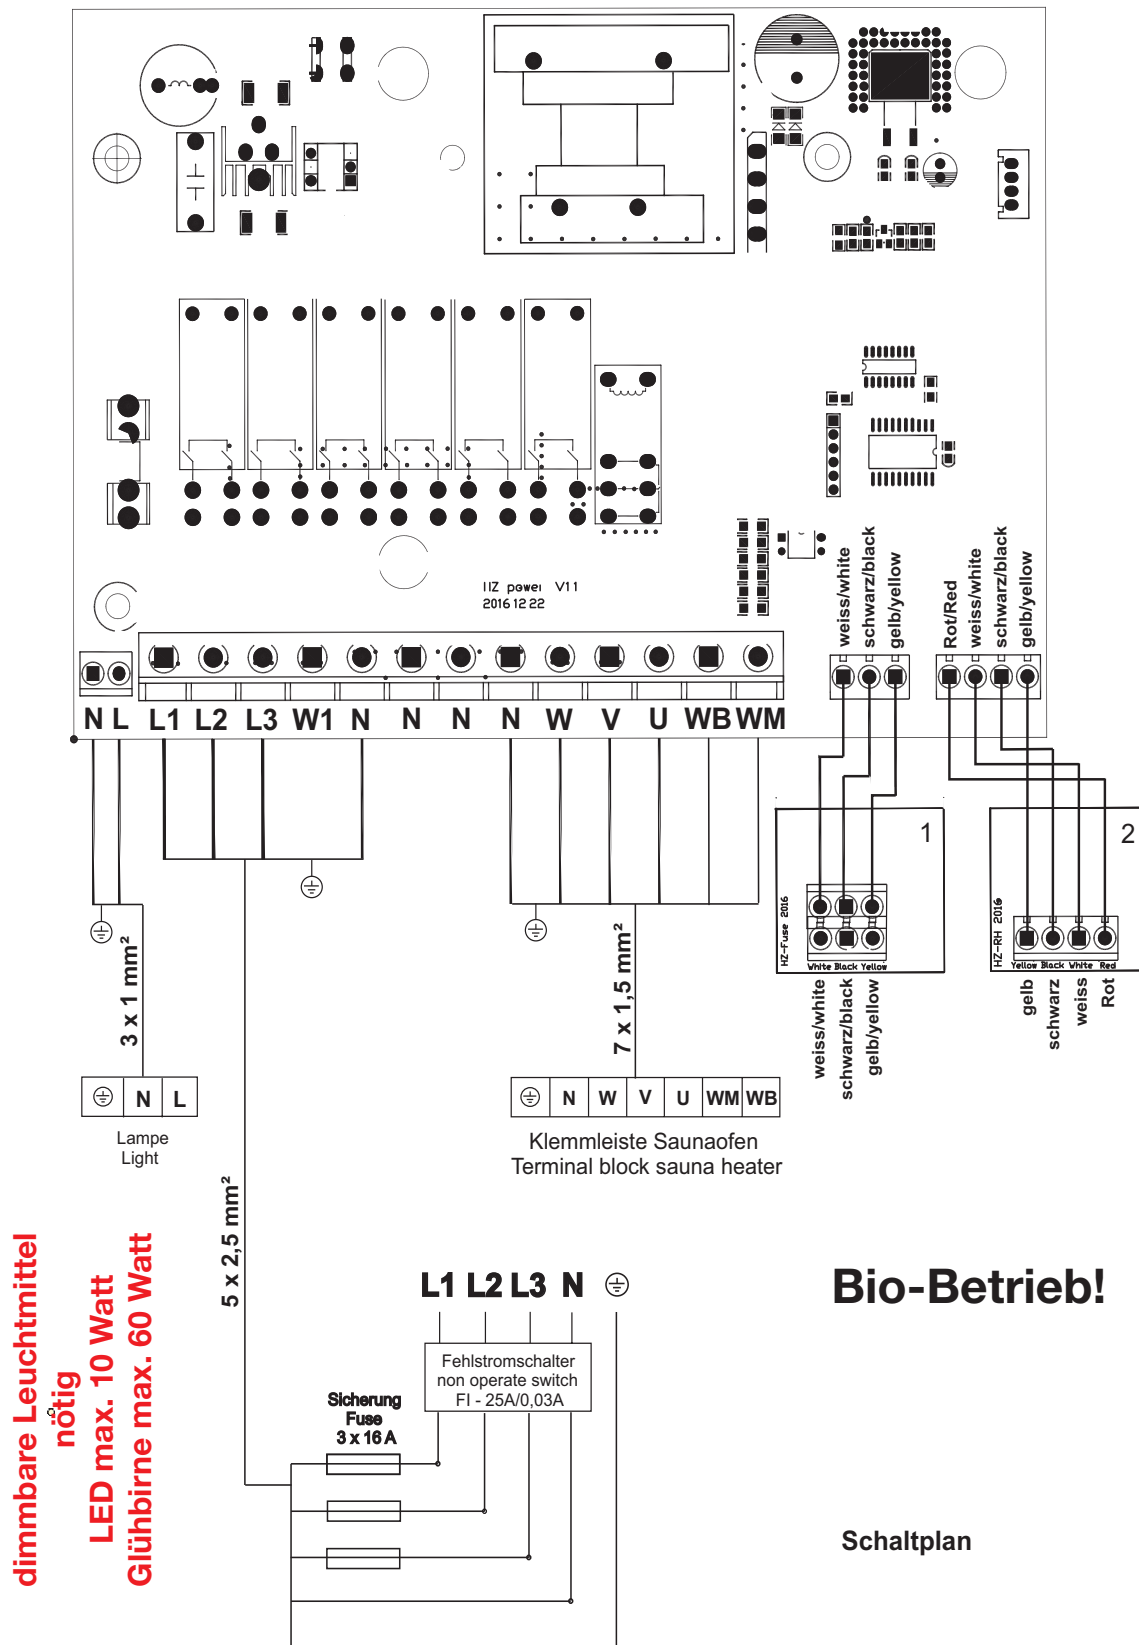 HZ power V1.1
2016 12 22
weiss/white
schwarz/black
gelb/yellow
Rot/Red
weiss/white
schwarz/black
gelb/yellow
N L L1 L2 L3 W1 N N N N W V U WB WM
1
HZ-Fuse 2016
White Black Yellow
weiss/white
schwarz/black
gelb/yellow
2
HZ-RH 2016
Yellow Black White Red
gelb
schwarz
weiss
Rot
3 x 1 mm²
7 x 1,5 mm²
N L
Lampe
Light
N W V U WM WB
Klemmleiste Saunaofen
Terminal block sauna heater
5 x 2,5 mm²
L1 L2 L3 N
Fehlstromschalter
non operate switch
FI - 25A/0,03A
Sicherung
Fuse
3 x 16 A
Bio-Betrieb!
dimmbare Leuchtmittel
nötig
LED max. 10 Watt
Glühbirne max. 60 Watt
Schaltplan